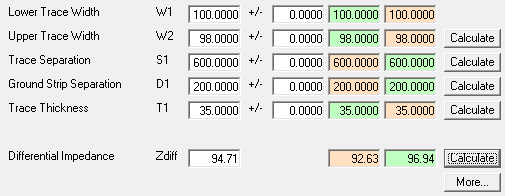 Lower Trace Width W1 100.0000 +/- 0.0000 100.0000 100.0000
Upper Trace Width W2 98.0000 +/- 0.0000 98.0000 98.0000 Calculate
Trace Separation S1 600.0000 +/- 0.0000 600.0000 600.0000 Calculate
Ground Strip Separation D1 200.0000 +/- 0.0000 200.0000 200.0000 Calculate
Trace Thickness T1 35.0000 +/- 0.0000 35.0000 35.0000 Calculate
Differential Impedance Zdiff 94.71 92.63 96.94 Calculate
More...